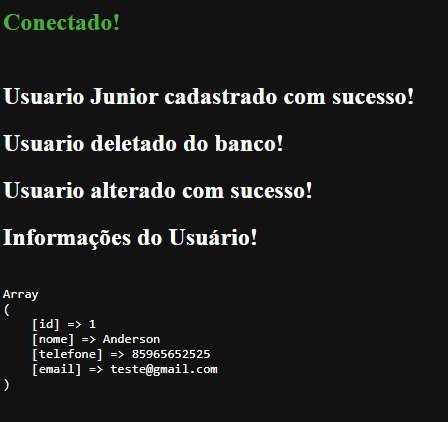 Conectado!
Usuario Junior cadastrado com sucesso!
Usuario deletado do banco!
Usuario alterado com sucesso!
Informações do Usuário!
Array
(
    [id] => 1
    [nome] => Anderson
    [telefone] => 85965652525
    [email] => teste@gmail.com
)